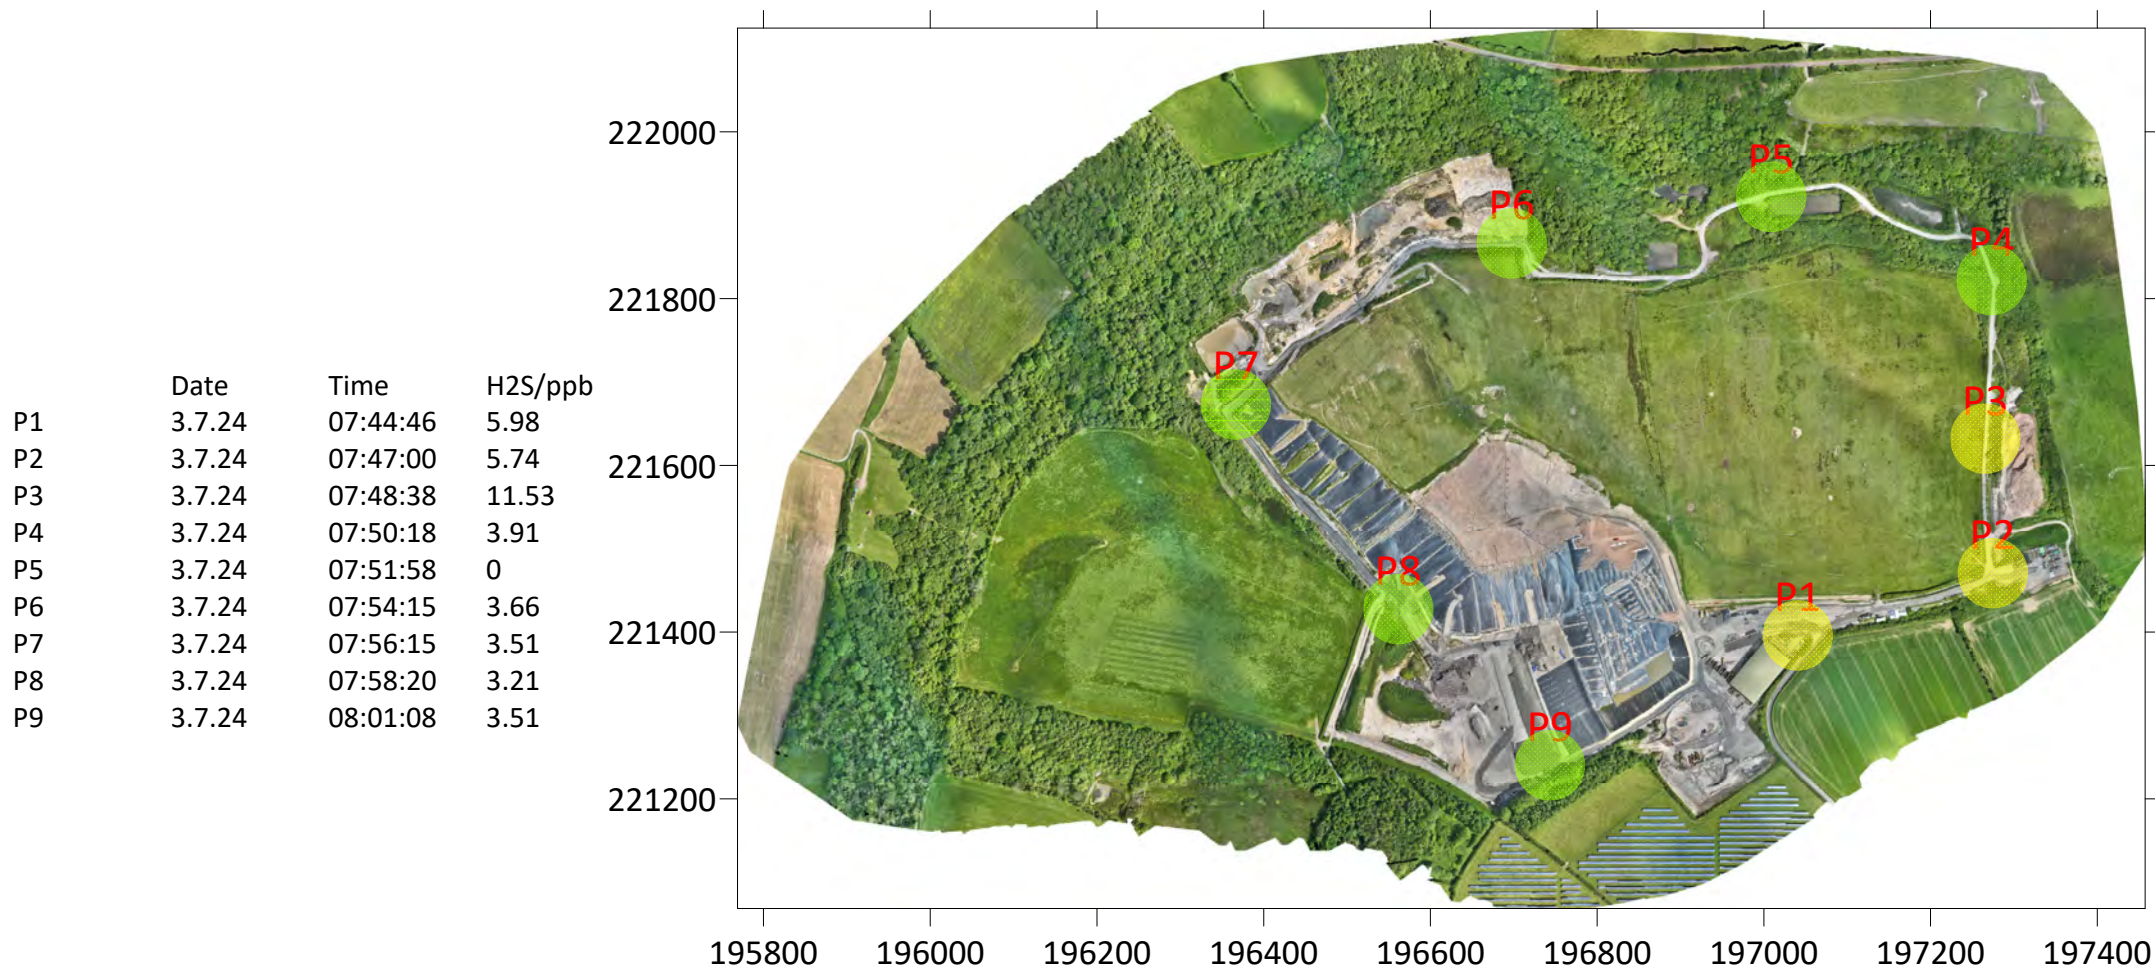 Date Time H2S/ppb
P1 3.7.24 07:44:46 5.98
P2 3.7.24 07:47:00 5.74
P3 3.7.24 07:48:38 11.53
P4 3.7.24 07:50:18 3.91
P5 3.7.24 07:51:58 0
P6 3.7.24 07:54:15 3.66
P7 3.7.24 07:56:15 3.51
P8 3.7.24 07:58:20 3.21
P9 3.7.24 08:01:08 3.51
222000
221800
221600
221400
221200
P5
P6
P4
P7
P3
P2
P8
P1
P9
195800 196000 196200 196400 196600 196800 197000 197200 197400